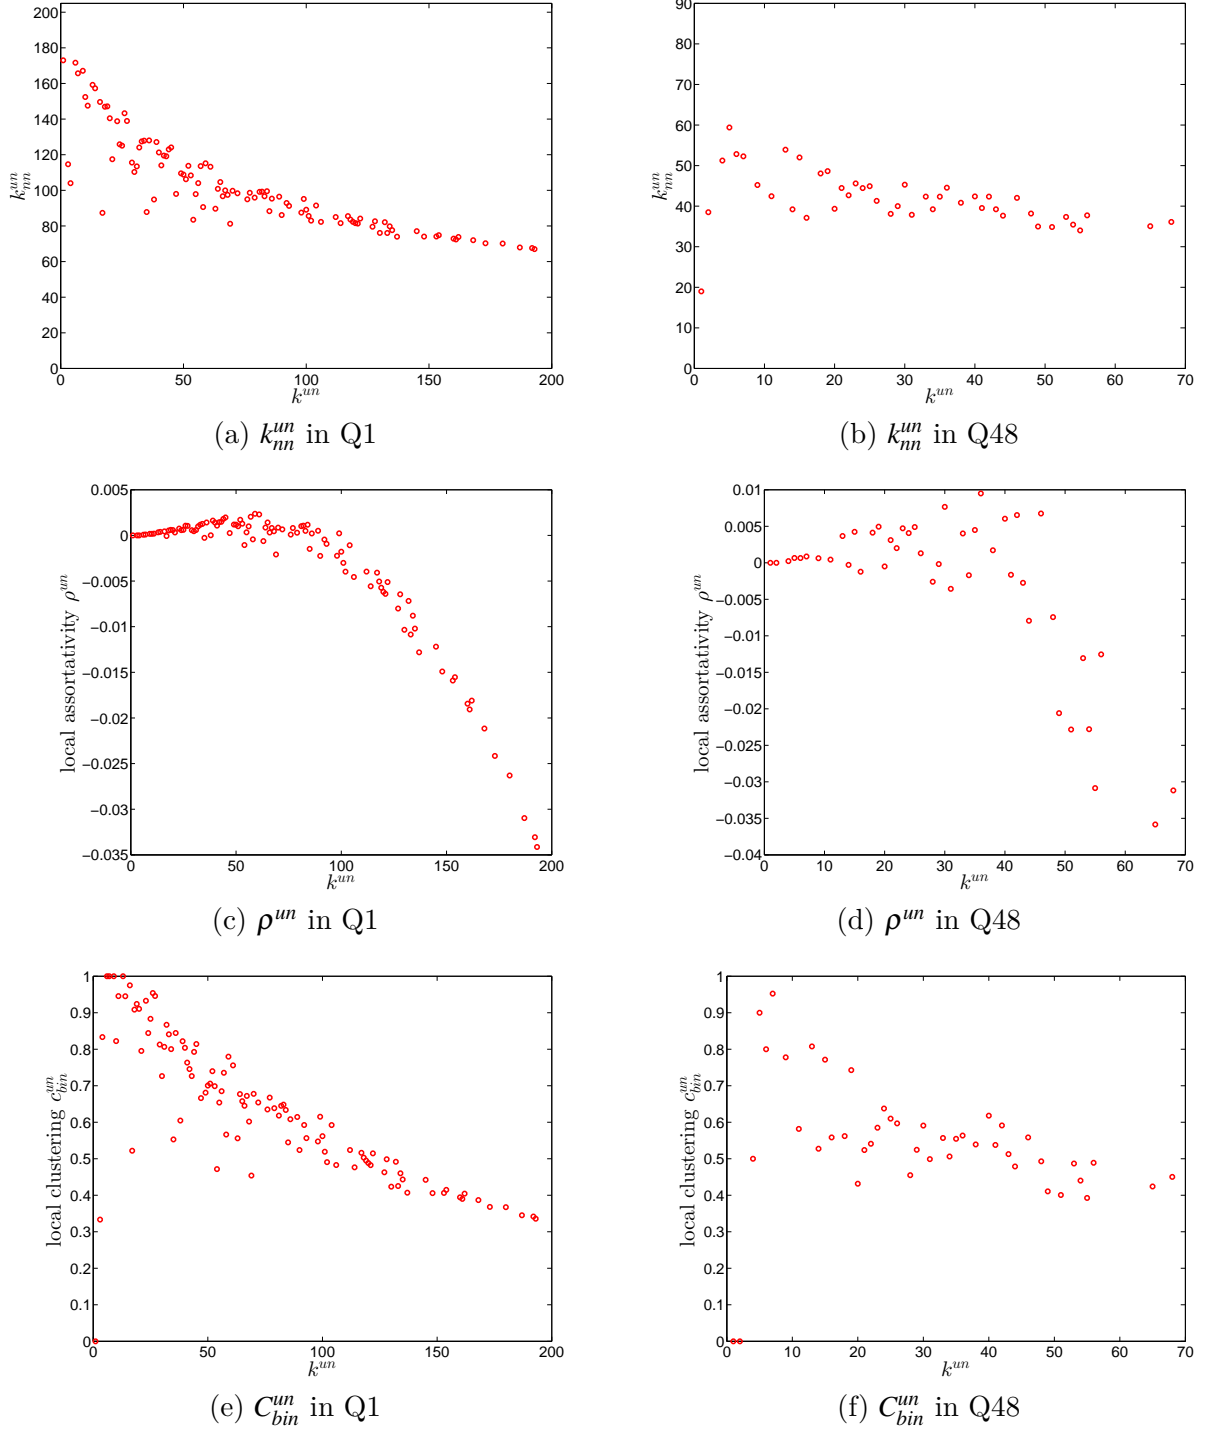 200
180
160
140
120
100
80
60
40
20
0
k^{un}_{nn}
0 50 100 150 200
k^{un}
(a) k^{un}_{nn} in Q1
90
80
70
60
50
40
30
20
10
0
k^{un}_{nn}
0 10 20 30 40 50 60 70
k^{un}
(b) k^{un}_{nn} in Q48
0.005
0
−0.005
−0.01
−0.015
−0.02
−0.025
−0.03
−0.035
local assortativity ρ^{un}
0 50 100 150 200
k^{un}
(c) ρ^{un} in Q1
0.01
0.005
0
−0.005
−0.01
−0.015
−0.02
−0.025
−0.03
−0.035
−0.04
local assortativity ρ^{un}
0 10 20 30 40 50 60 70
k^{un}
(d) ρ^{un} in Q48
1
0.9
0.8
0.7
0.6
0.5
0.4
0.3
0.2
0.1
0
local clustering c^{un}_{bin}
0 50 100 150 200
k^{un}
(e) C^{un}_{bin} in Q1
1
0.9
0.8
0.7
0.6
0.5
0.4
0.3
0.2
0.1
0
local clustering c^{un}_{bin}
0 10 20 30 40 50 60 70
k^{un}
(f) C^{un}_{bin} in Q48